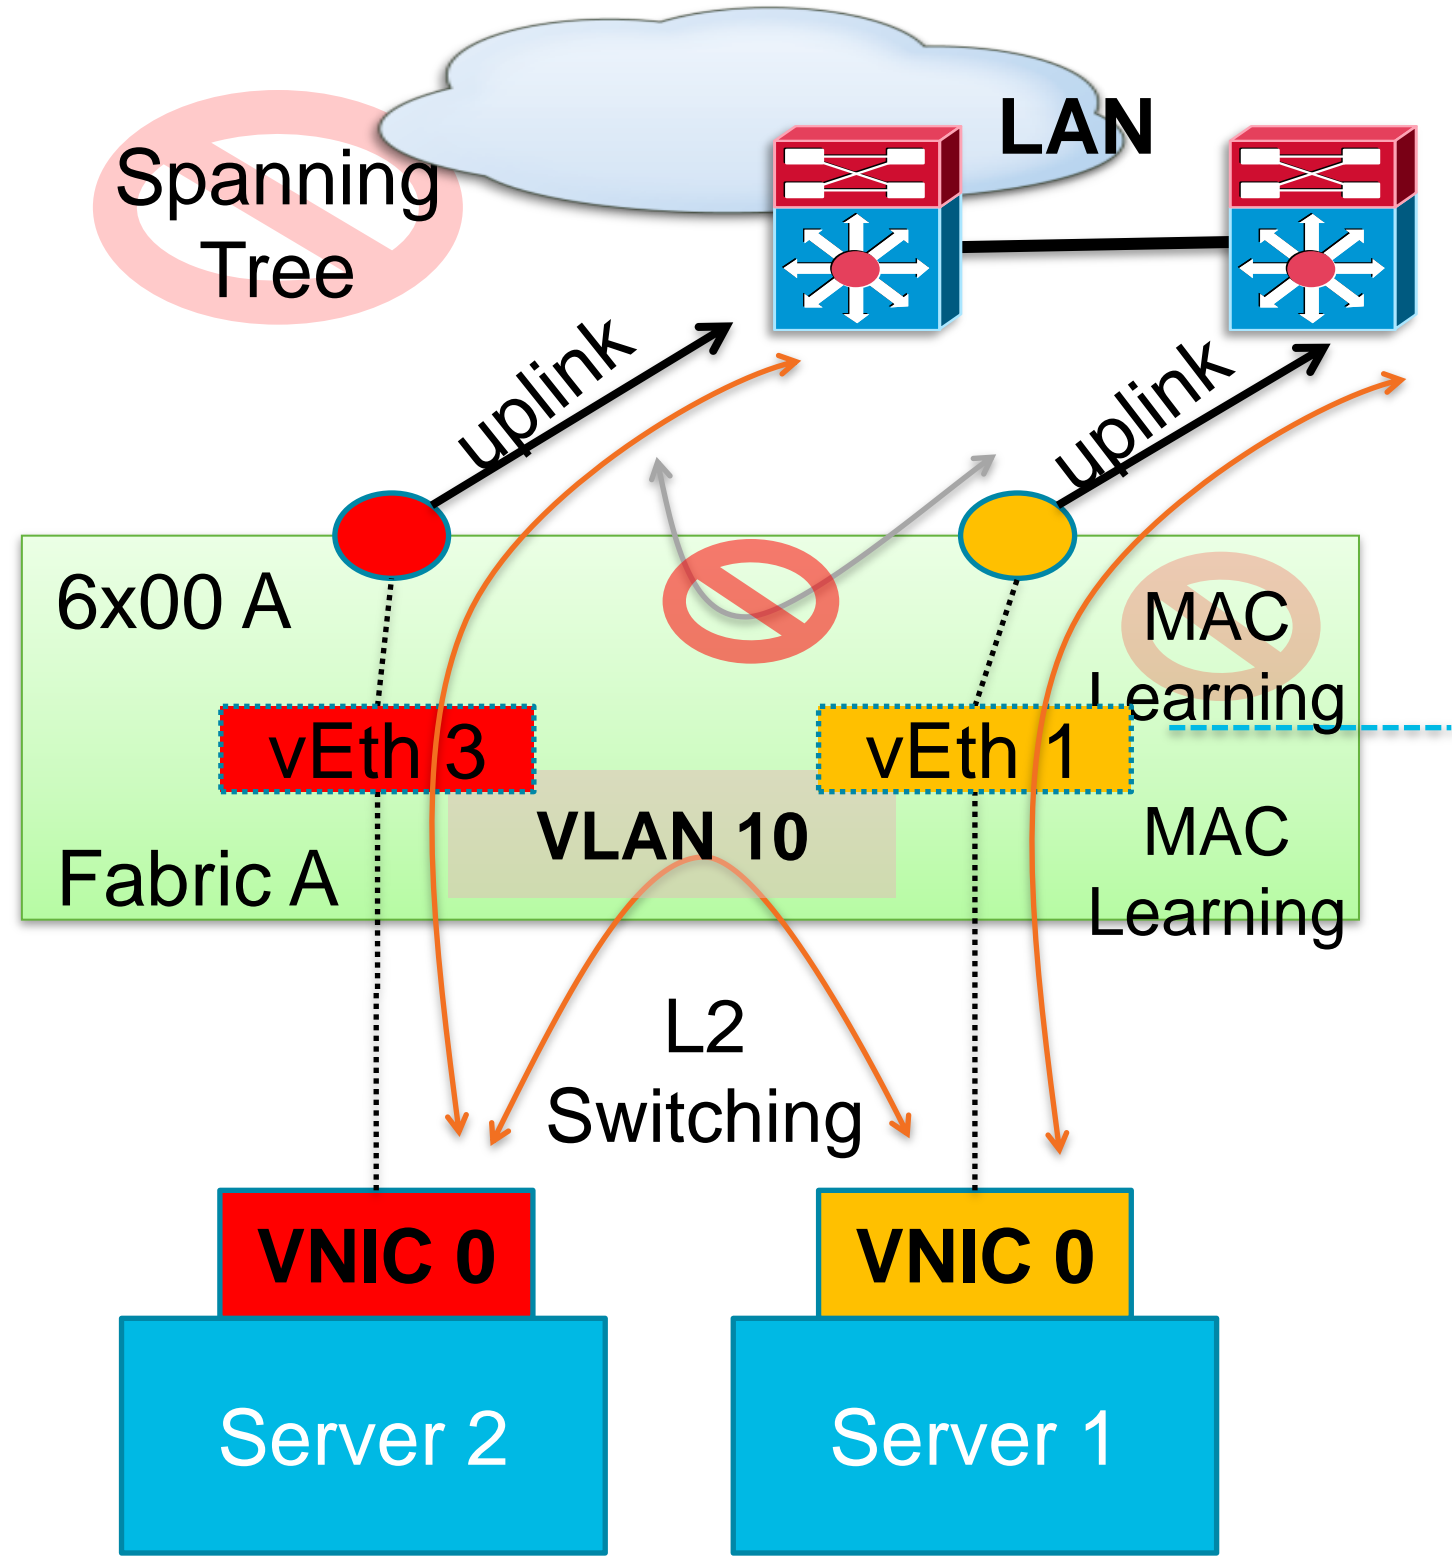 LAN
Spanning
Tree
uplink
uplink
6x00 A
MAC
Learning
vEth 3
vEth 1
VLAN 10
MAC
Learning
Fabric A
L2
Switching
VNIC 0
VNIC 0
Server 2
Server 1